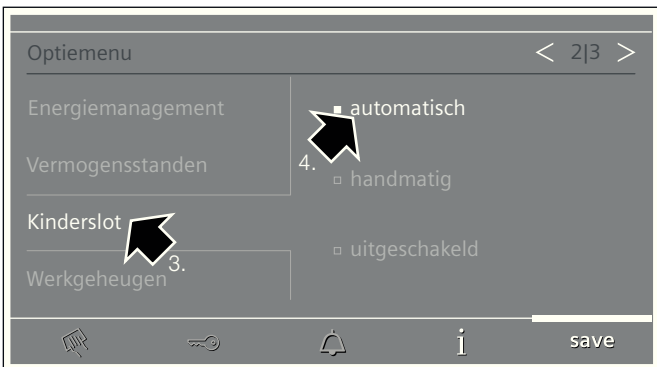 Optiemenu
< 2|3 >
Energiemanagement
automatisch
4.
Vermogensstanden
handmatig
Kinderslot
3.
uitgeschakeld
Werkgeheugen
i
save